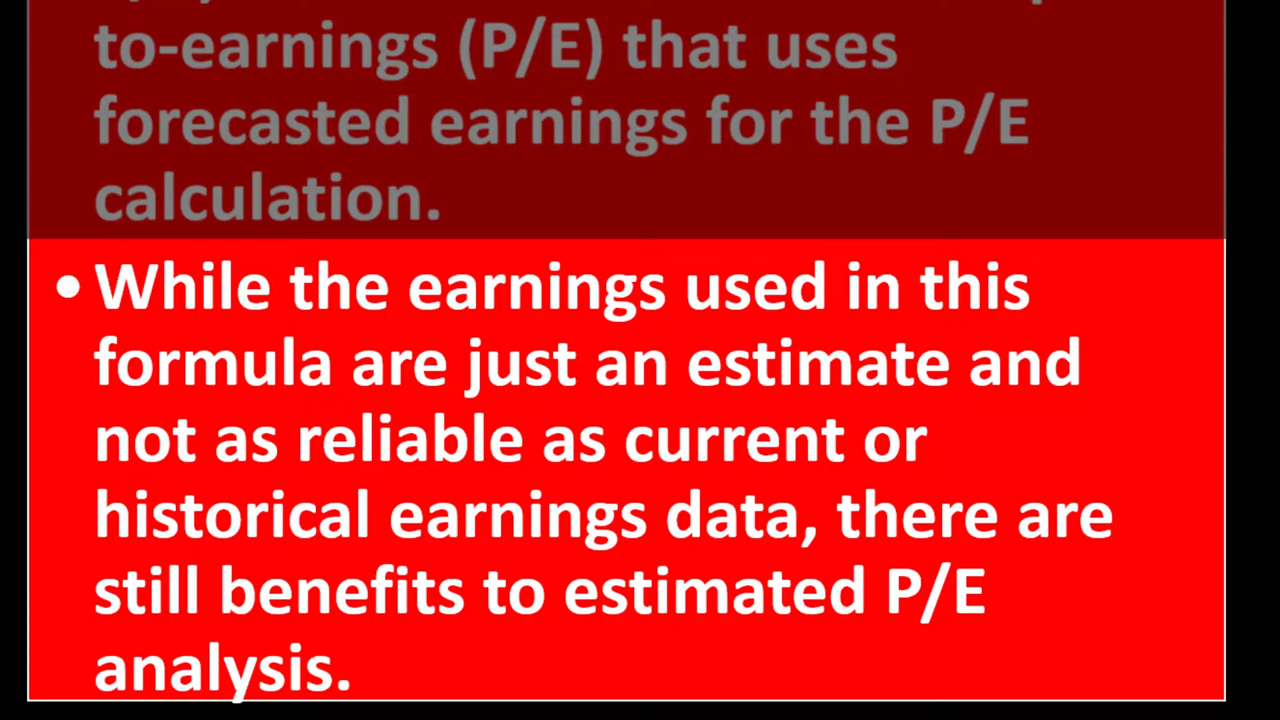 to-earnings (P/E) that uses
forecasted earnings for the P/E
calculation.
• While the earnings used in this
formula are just an estimate and
not as reliable as current or
historical earnings data, there are
still benefits to estimated P/E
analysis.